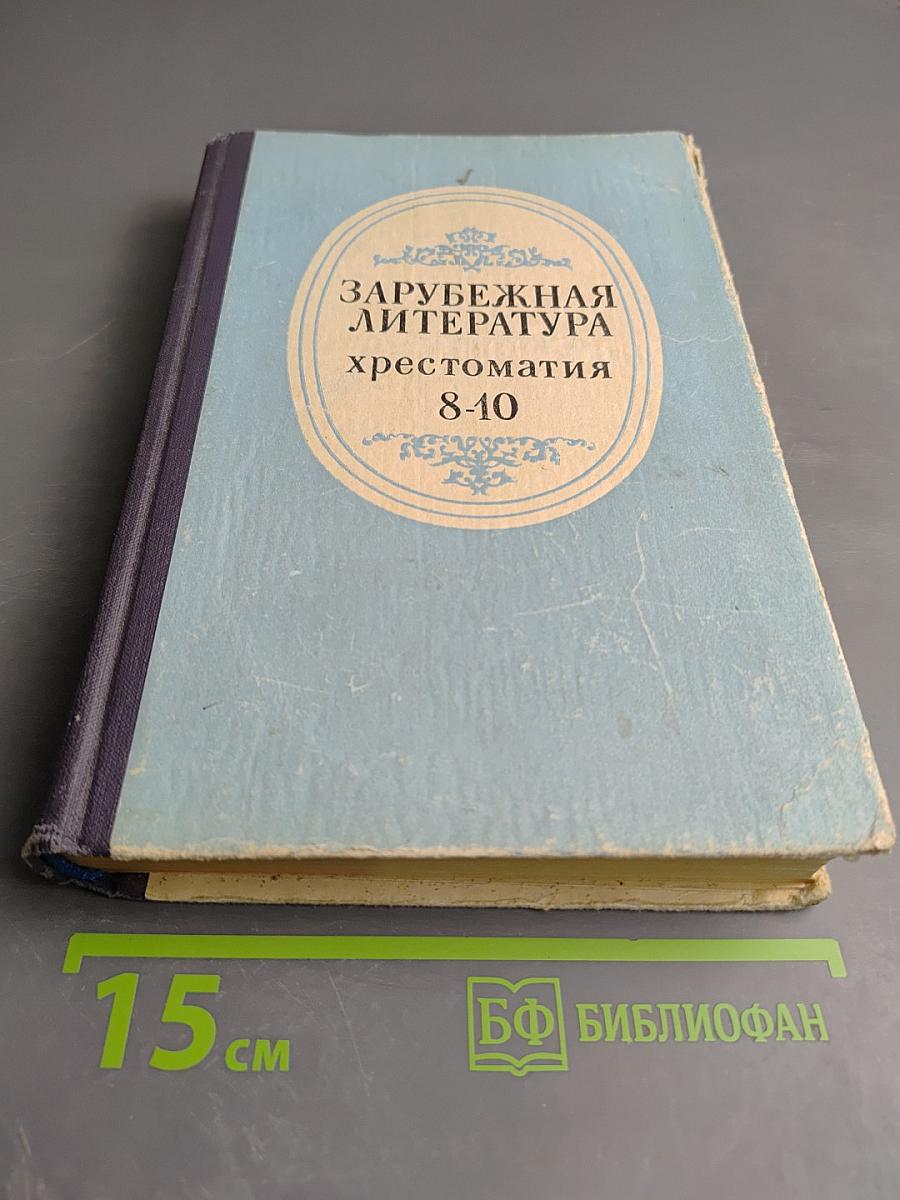 ЗАРУБЕЖНАЯ
ЛИТЕРАТУРА
хрестоматия
8-10
15 см
БФ БИБЛИОФАН